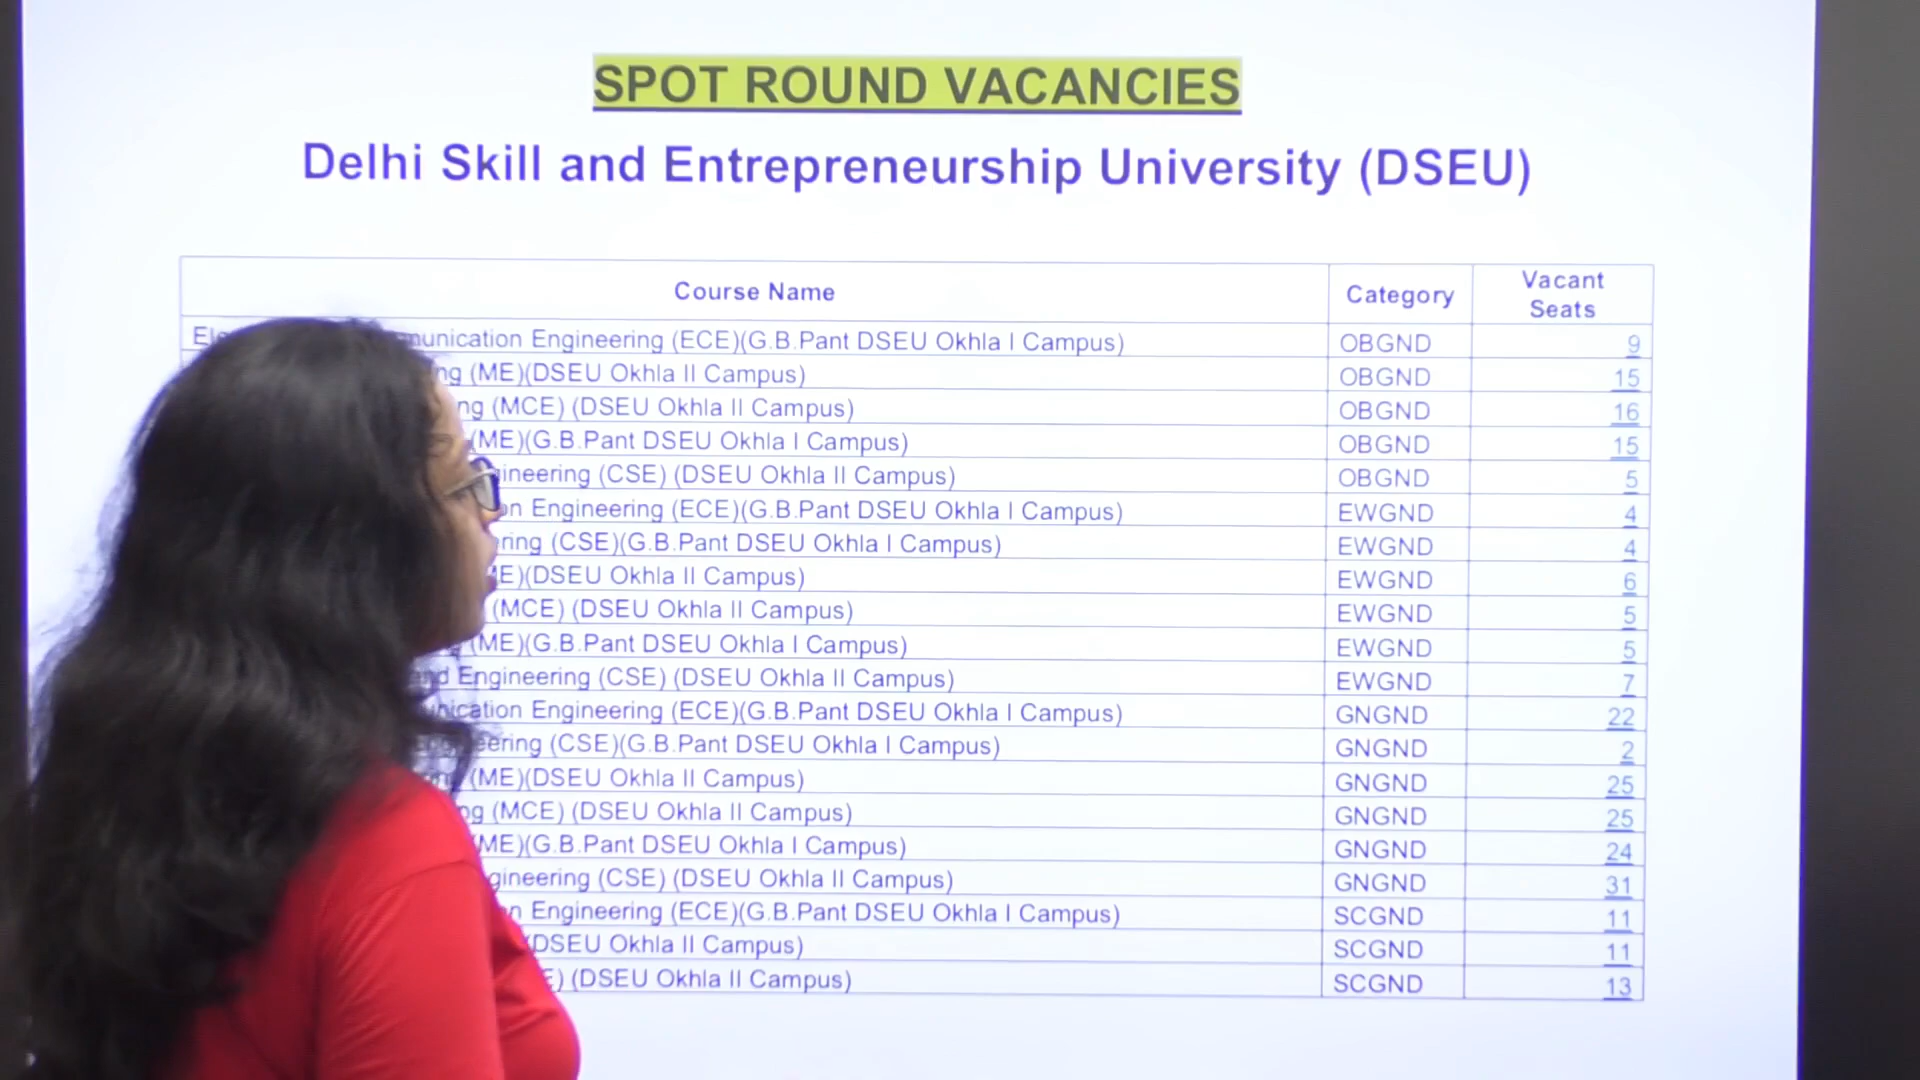 SPOT ROUND VACANCIES
Delhi Skill and Entrepreneurship University (DSEU)
Course Name Category Vacant Seats
Engineering (ECE)(G.B.Pant DSEU Okhla I Campus) OBGND 9
(ME)(DSEU Okhla II Campus) OBGND 15
(MCE) (DSEU Okhla II Campus) OBGND 16
(ME)(G.B.Pant DSEU Okhla I Campus) OBGND 15
(CSE) (DSEU Okhla II Campus) OBGND 5
Engineering (ECE)(G.B.Pant DSEU Okhla I Campus) EWGND 4
(CSE)(G.B.Pant DSEU Okhla I Campus) EWGND 4
(DSEU Okhla II Campus) EWGND 6
(MCE) (DSEU Okhla II Campus) EWGND 5
(ME)(G.B.Pant DSEU Okhla I Campus) EWGND 5
Engineering (CSE) (DSEU Okhla II Campus) EWGND 7
Engineering (ECE)(G.B.Pant DSEU Okhla I Campus) GNGND 22
(CSE)(G.B.Pant DSEU Okhla I Campus) GNGND 2
(ME)(DSEU Okhla II Campus) GNGND 25
(MCE) (DSEU Okhla II Campus) GNGND 25
(G.B.Pant DSEU Okhla I Campus) GNGND 24
(CSE) (DSEU Okhla II Campus) GNGND 31
Engineering (ECE)(G.B.Pant DSEU Okhla I Campus) SCGND 11
(DSEU Okhla II Campus) SCGND 11
(DSEU Okhla II Campus) SCGND 13